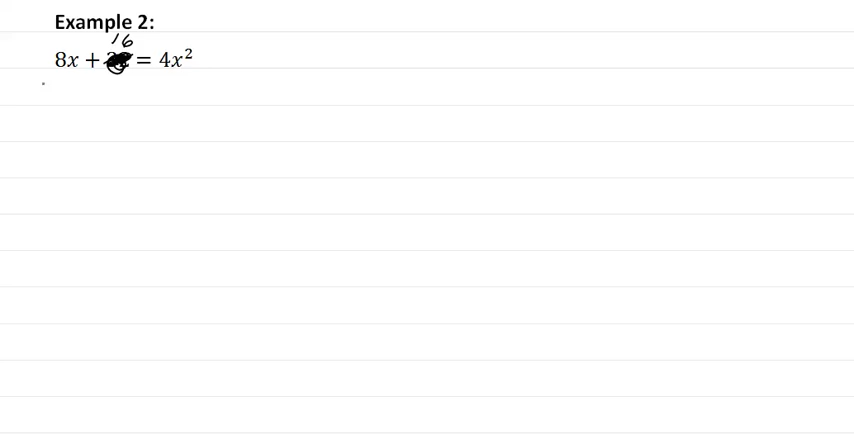 Example 2:
16
8x + = 4x²